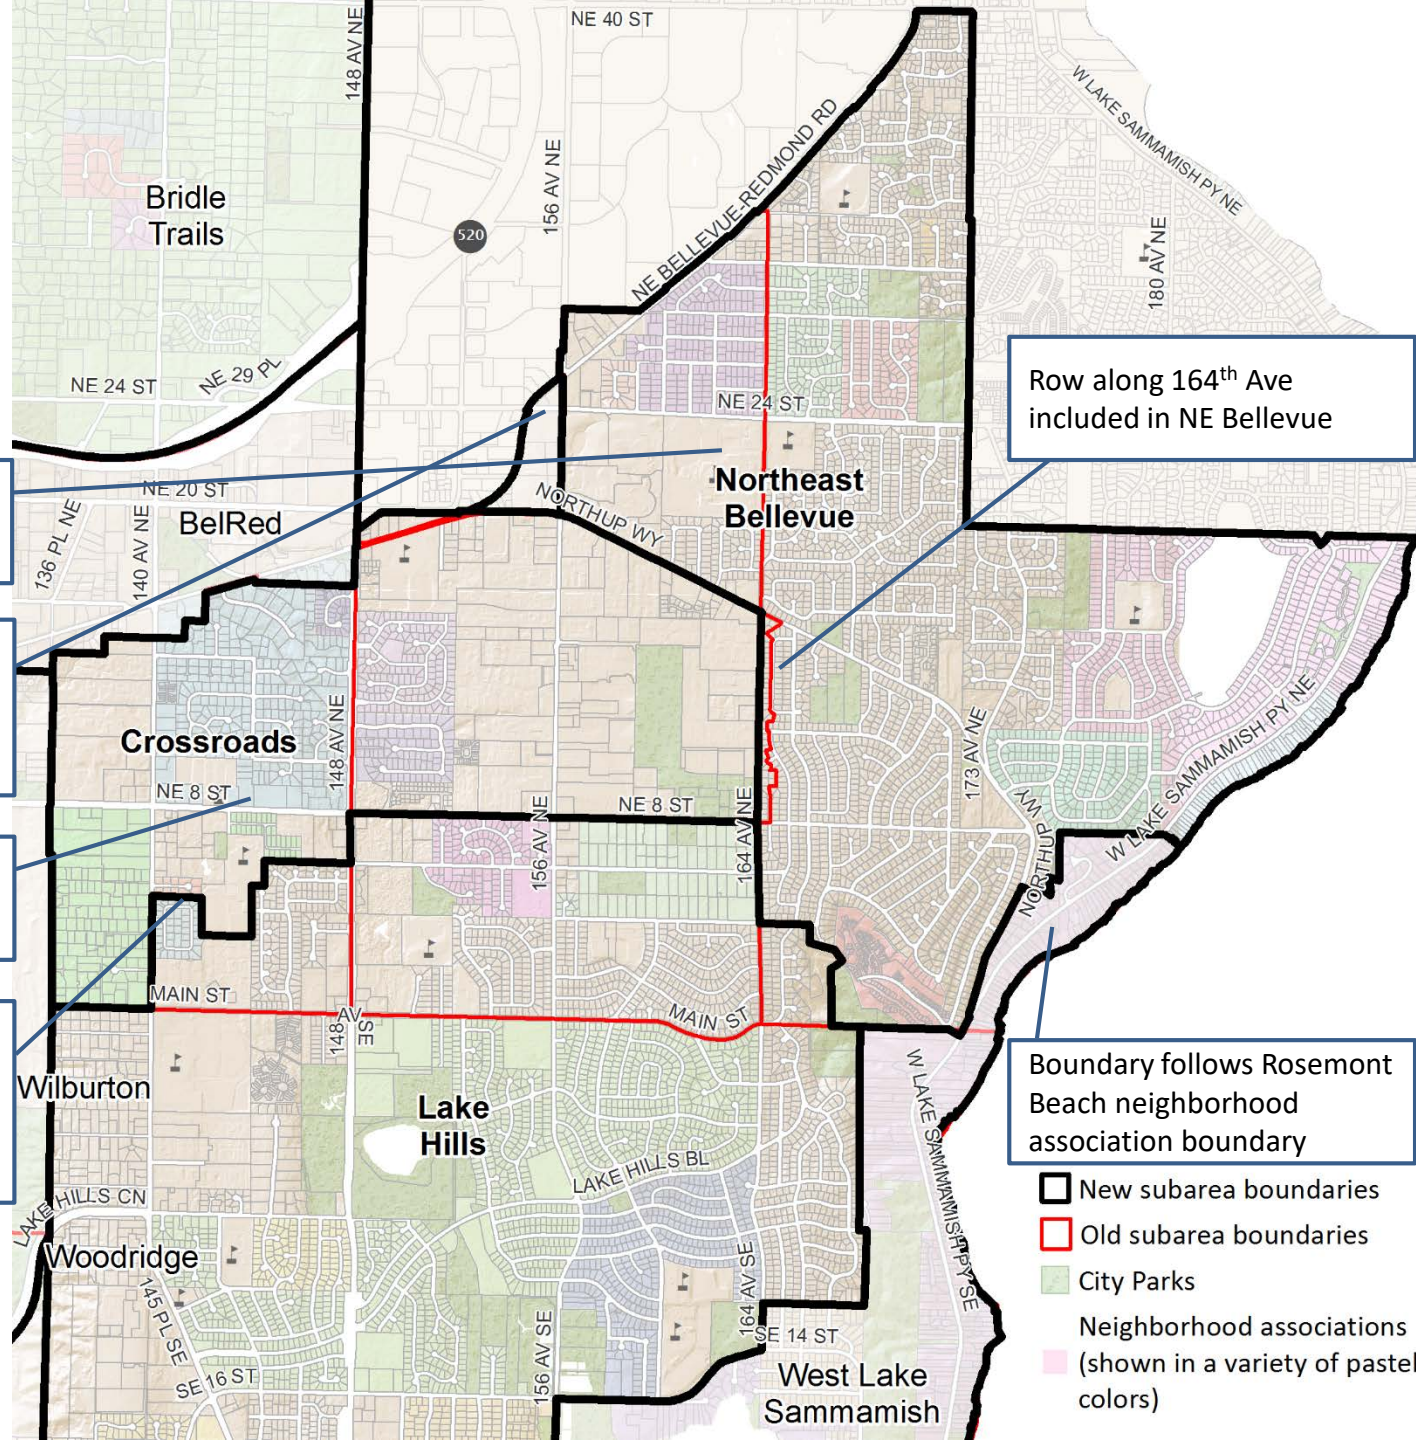 NE 40 ST
148 AV NE
W LAKE SAMMAMISH PY NE
NE BELLEVUE-REDMOND RD
156 AV NE
Bridle
Trails
520
180 AV NE
NE 24 ST
NE 29 PL
NE 24 ST
Row along 164th Ave
included in NE Bellevue
Northeast
Bellevue
NE 20 ST
BelRed
NORTHUP WY
136 PL NE
140 AV NE
148 AV NE
Crossroads
173 AV NE
W LAKE SAMMAMISH PY NE
NE 8 ST
NE 8 ST
156 AV NE
164 AV NE
NORTHUP WY
MAIN ST
MAIN ST
148 AV SE
Wilburton
Lake
Hills
W LAKE SAMMAMISH PY SE
Boundary follows Rosemont
Beach neighborhood
association boundary
LAKE HILLS BL
LAKE HILLS CN
Woodridge
145 PL SE
SE 16 ST
156 AV SE
164 AV SE
SE 14 ST
West Lake
Sammamish
New subarea boundaries
Old subarea boundaries
City Parks
Neighborhood associations
(shown in a variety of pastel
colors)